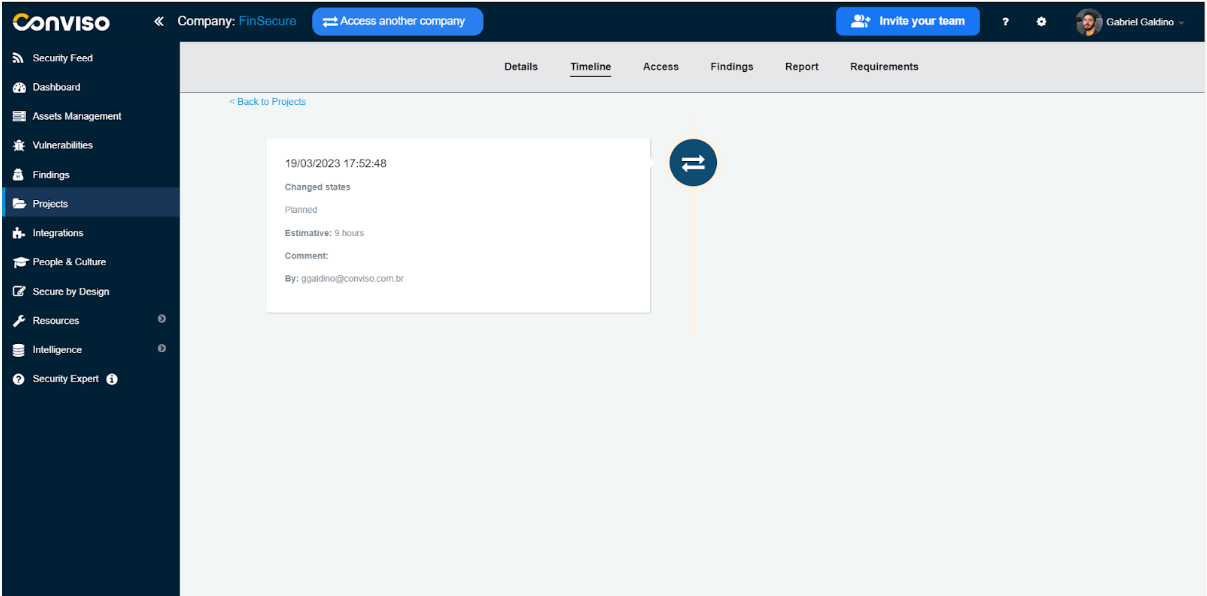 CONVISO
« Company: FinSecure
Access another company
Invite your team
?
Gabriel Galdino
Security Feed
Dashboard
Assets Management
Vulnerabilities
Findings
Projects
Integrations
People & Culture
Secure by Design
Resources
Intelligence
Security Expert
Details
Timeline
Access
Findings
Report
Requirements
< Back to Projects
19/03/2023 17:52:48
Changed states
Planned
Estimative: 9 hours
Comment:
By: ggaldino@conviso.com.br